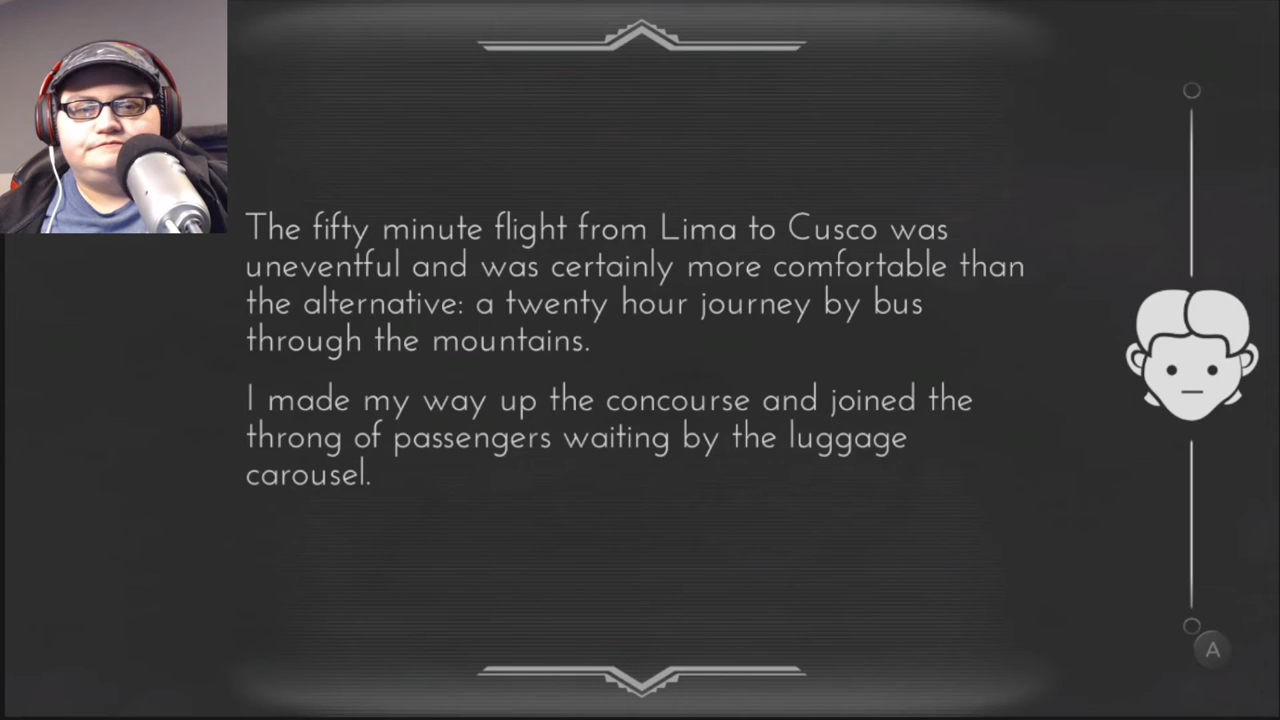 The fifty minute flight from Lima to Cusco was
uneventful and was certainly more comfortable than
the alternative: a twenty hour journey by bus
through the mountains.
I made my way up the concourse and joined the
throng of passengers waiting by the luggage
carousel.
A